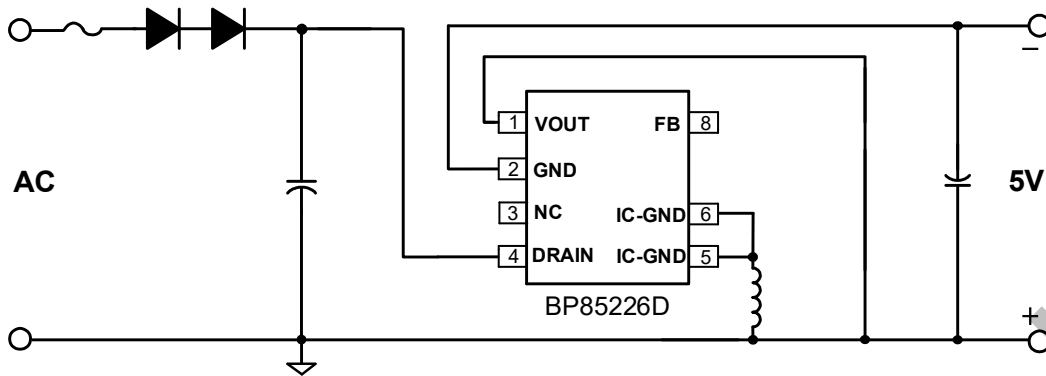 −
1 VOUT FB 8
2 GND
AC
5V
3 NC IC-GND 6
4 DRAIN IC-GND 5
BP85226D
+